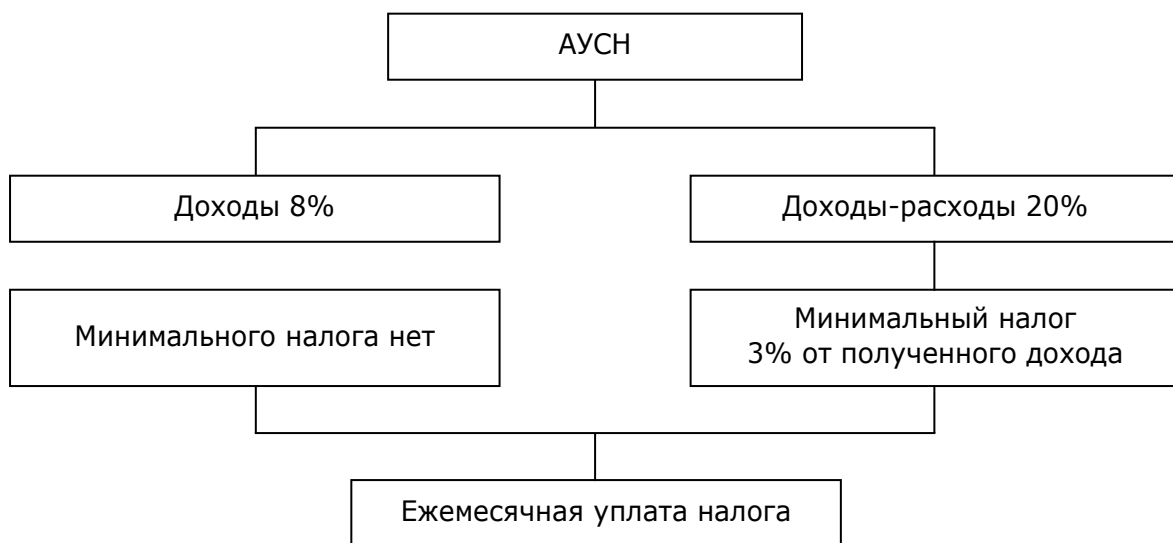 АУСН
Доходы 8%
Доходы-расходы 20%
Минимального налога нет
Минимальный налог
3% от полученного дохода
Ежемесячная уплата налога